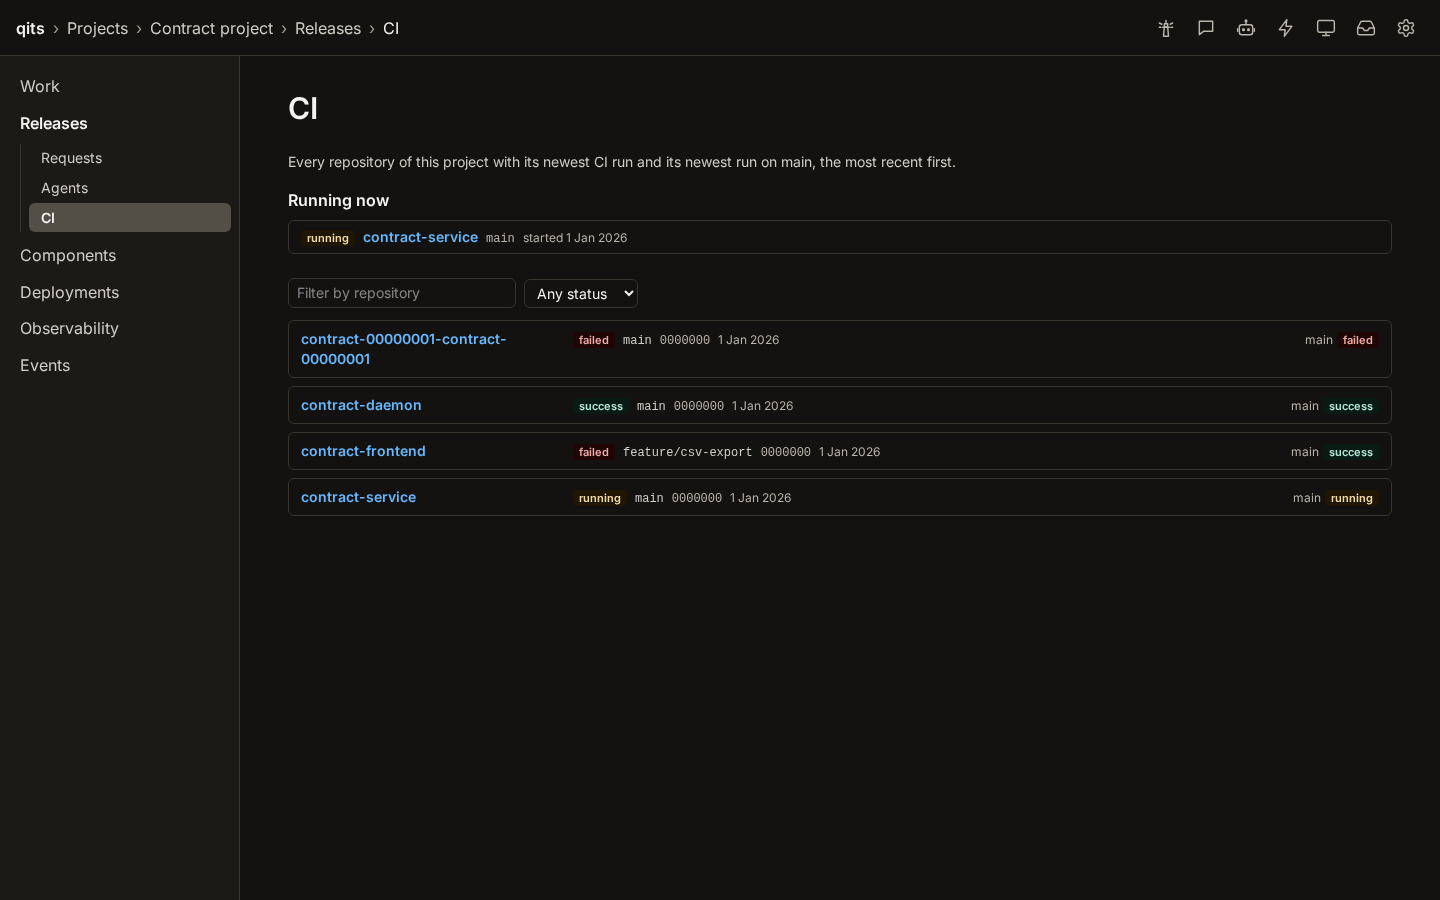 qits › Projects › Contract project › Releases › CI
Work
Releases
Requests
Agents
CI
Components
Deployments
Observability
Events
CI
Every repository of this project with its newest CI run and its newest run on main, the most recent first.
Running now
running contract-service main started 1 Jan 2026
Filter by repository Any status
contract-00000001-contract-00000001 failed main 0000000 1 Jan 2026 main failed
contract-daemon success main 0000000 1 Jan 2026 main success
contract-frontend failed feature/csv-export 0000000 1 Jan 2026 main success
contract-service running main 0000000 1 Jan 2026 main running